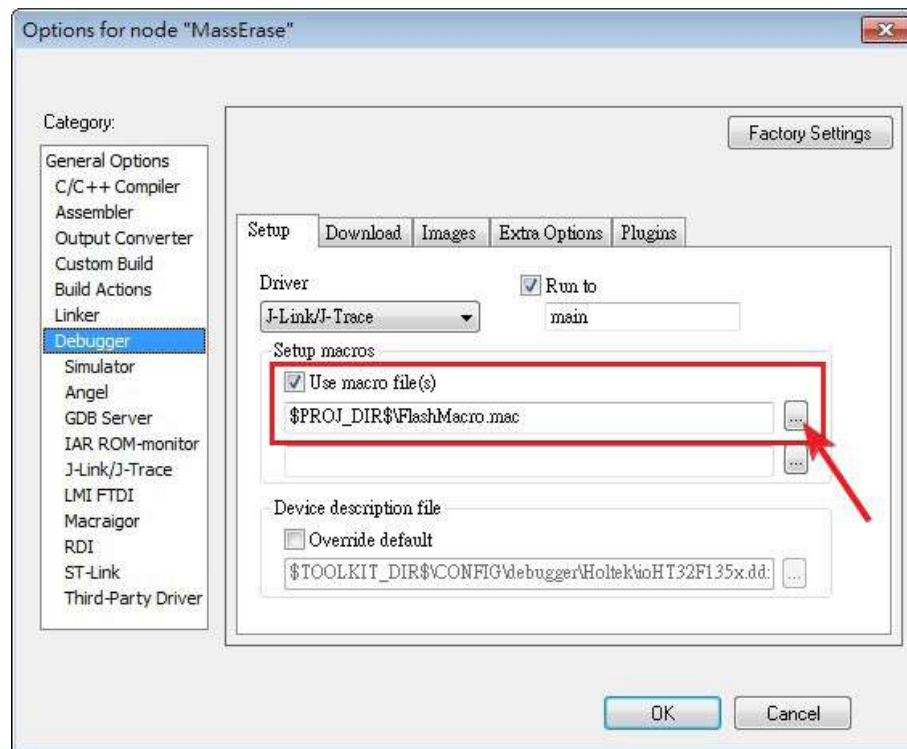 Options for node "MassErase"
Category:
Factory Settings
General Options
C/C++ Compiler
Assembler
Output Converter
Custom Build
Build Actions
Linker
Debugger
Simulator
Angel
GDB Server
IAR ROM-monitor
J-Link/J-Trace
LMI FTDI
Macraigor
RDI
ST-Link
Third-Party Driver
Setup Download Images Extra Options Plugins
Driver
Run to
J-Link/J-Trace
main
Setup macros
Use macro file(s)
$PROJ_DIR$\FlashMacro.mac ...
...
Device description file
Override default
$TOOLKIT_DIR$\CONFIG\debugger\Holtek\ioHT32F135x.dd: ...
OK Cancel